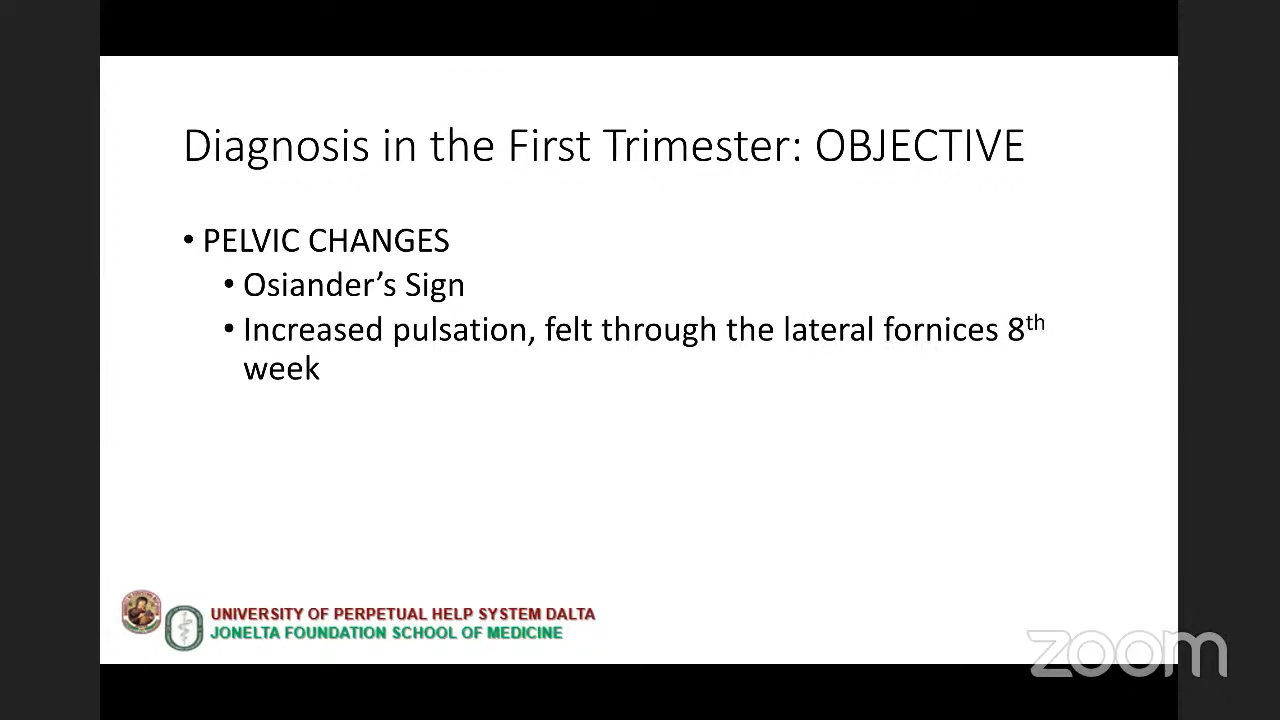 Diagnosis in the First Trimester: OBJECTIVE
• PELVIC CHANGES
• Osiander’s Sign
• Increased pulsation, felt through the lateral fornices 8th
week
UNIVERSITY OF PERPETUAL HELP SYSTEM DALTA
JONELTA FOUNDATION SCHOOL OF MEDICINE
zoom